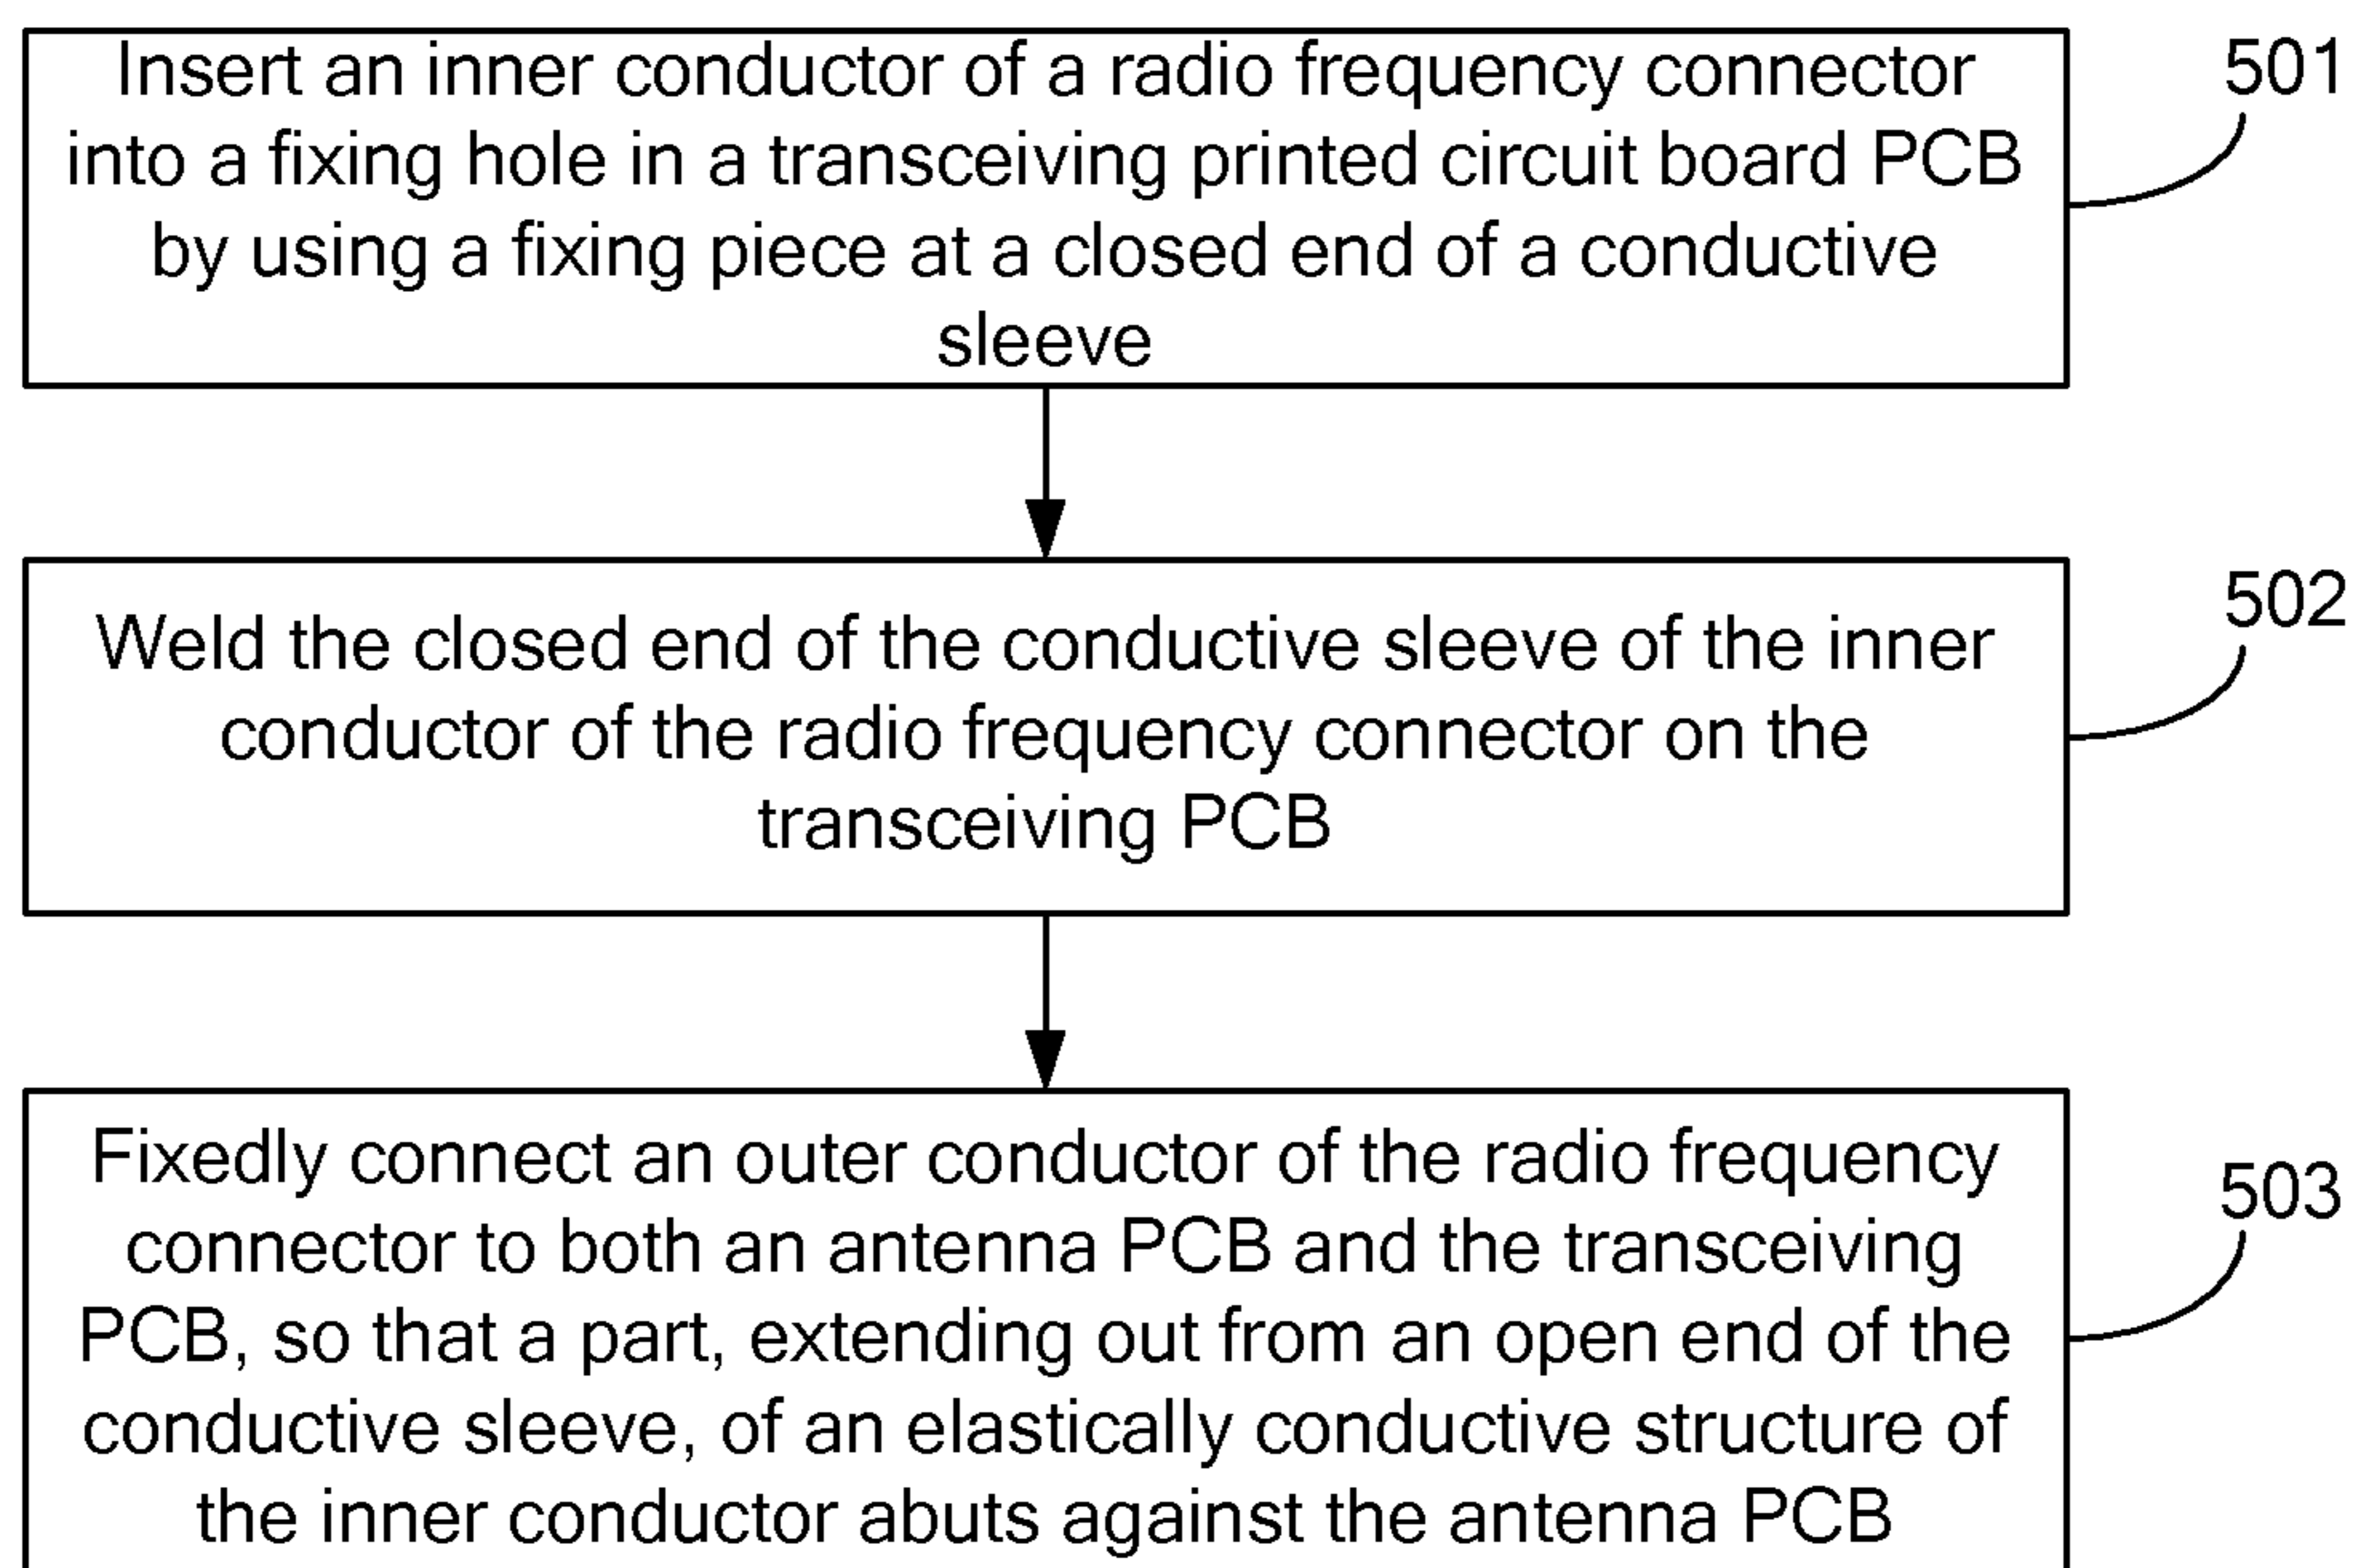 Insert an inner conductor of a radio frequency connector
into a fixing hole in a transceiving printed circuit board PCB
by using a fixing piece at a closed end of a conductive
sleeve
501
Weld the closed end of the conductive sleeve of the inner
conductor of the radio frequency connector on the
transceiving PCB
502
Fixedly connect an outer conductor of the radio frequency
connector to both an antenna PCB and the transceiving
PCB, so that a part, extending out from an open end of the
conductive sleeve, of an elastically conductive structure of
the inner conductor abuts against the antenna PCB
503